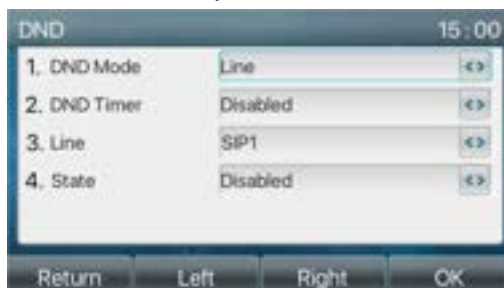 DND 15:00
1. DND Mode Line
2. DND Timer Disabled
3. Line SIP1
4. State Disabled
Return Left Right OK